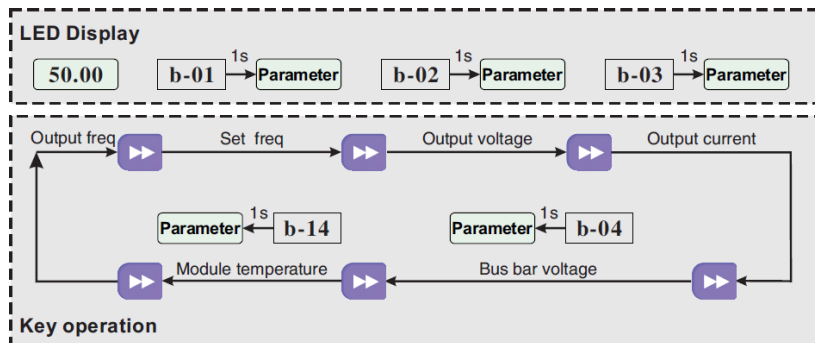 LED Display
50.00 b-01 1s Parameter b-02 1s Parameter b-03 1s Parameter
Output freq Set freq Output voltage Output current
Parameter 1s b-14 Parameter 1s b-04
Module temperature Bus bar voltage
Key operation